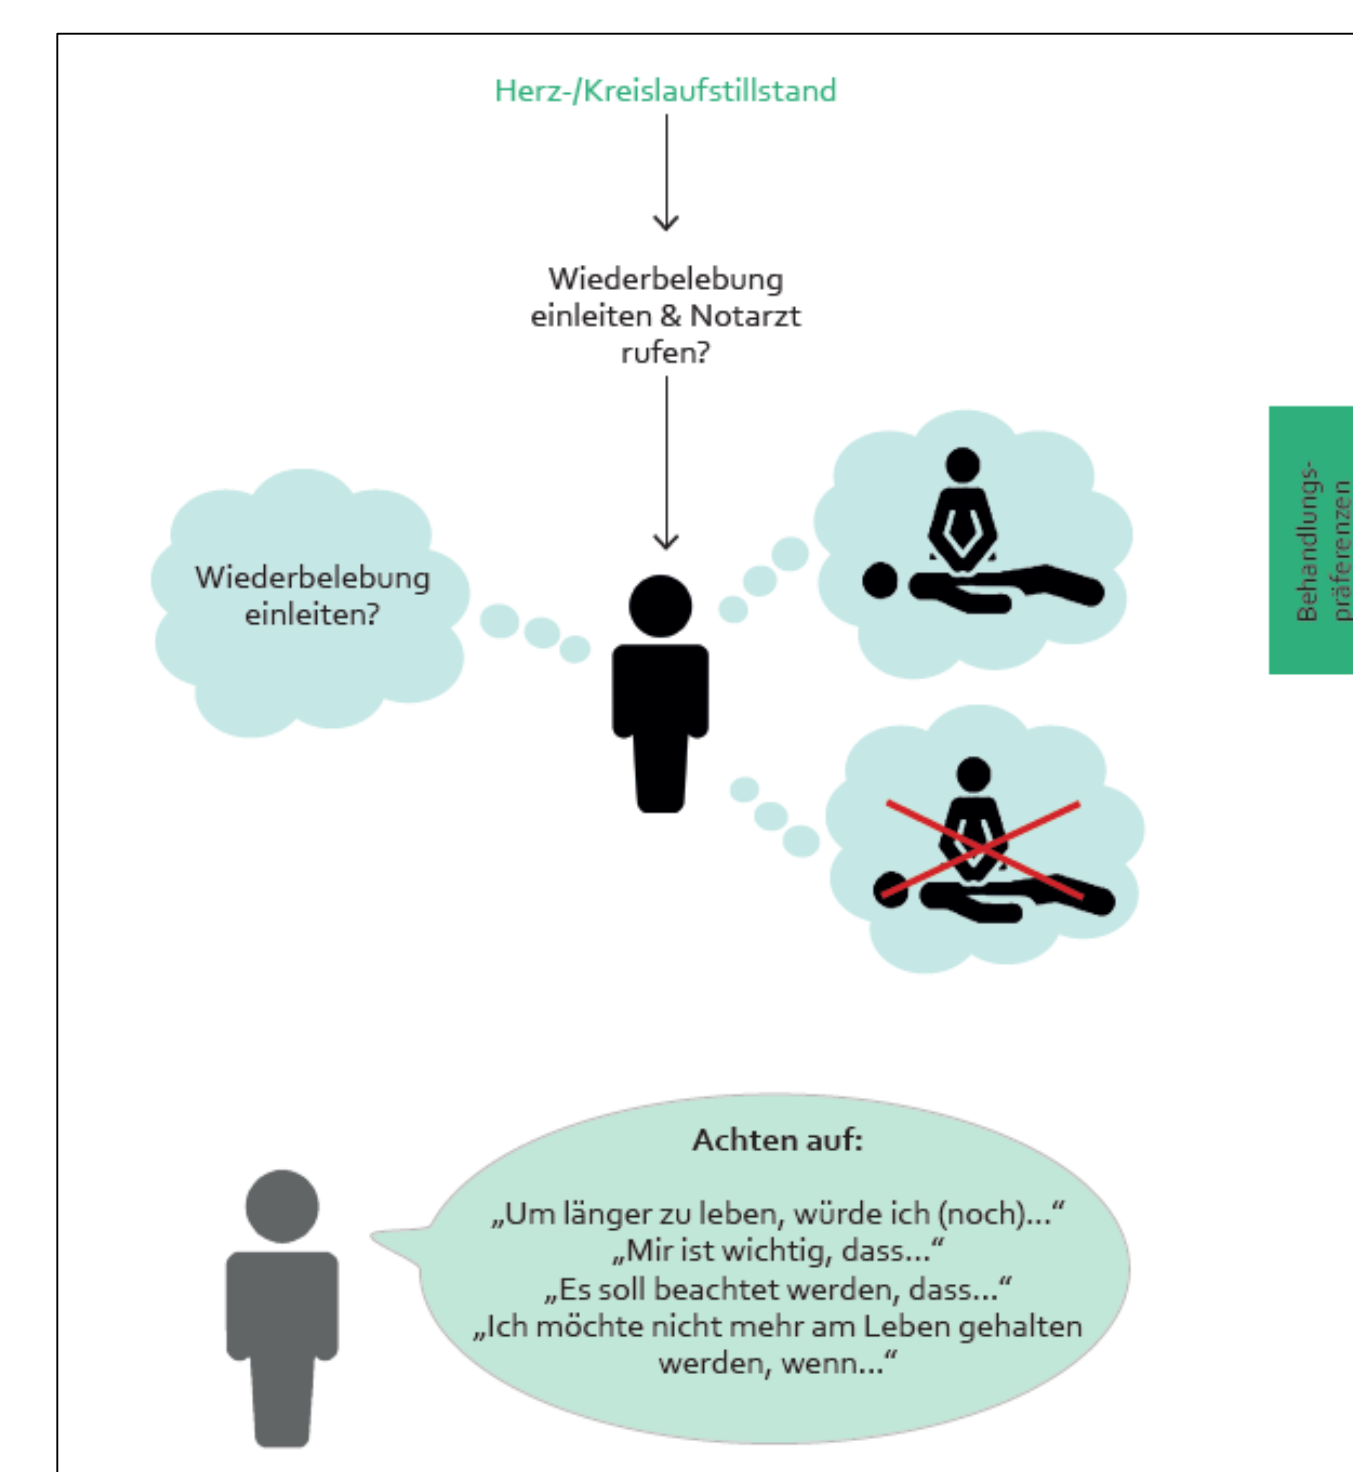 Herz-/Kreislaufstillstand
Wiederbelebung
einleiten & Notarzt
rufen?
Wiederbelebung
einleiten?
Behandlungs-
präferenzen
Achten auf:
„Um länger zu leben, würde ich (noch)...“
„Mir ist wichtig, dass...“
„Es soll beachtet werden, dass...“
„Ich möchte nicht mehr am Leben gehalten
werden, wenn...“